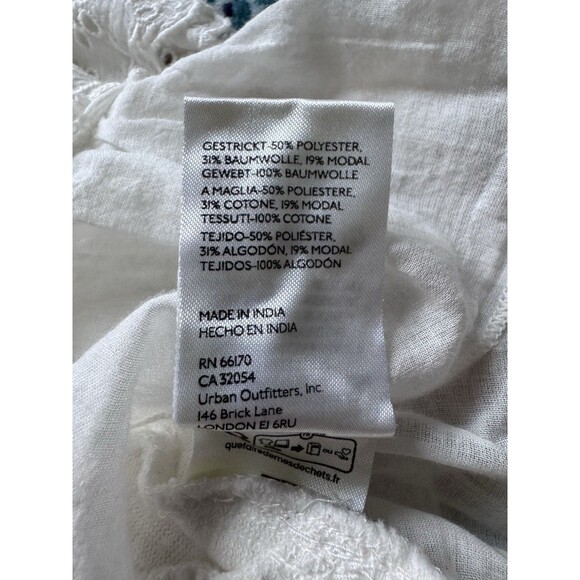 GESTRICKT-50% POLYESTER,
31% BAUMWOLLE, 19% MODAL
GEWEBT-100% BAUMWOLLE
A MAGLIA-50% POLIESTERE,
31% COTONE, 19% MODAL
TESSUTI-100% COTONE
TEJIDO-50% POLIÉSTER,
31% ALGODÓN, 19% MODAL
TEJIDOS-100% ALGODÓN
MADE IN INDIA
HECHO EN INDIA
RN 66170
CA 32054
Urban Outfitters, Inc.
146 Brick Lane
LONDON E1 6RU
ou
quefairedemesdechets.fr